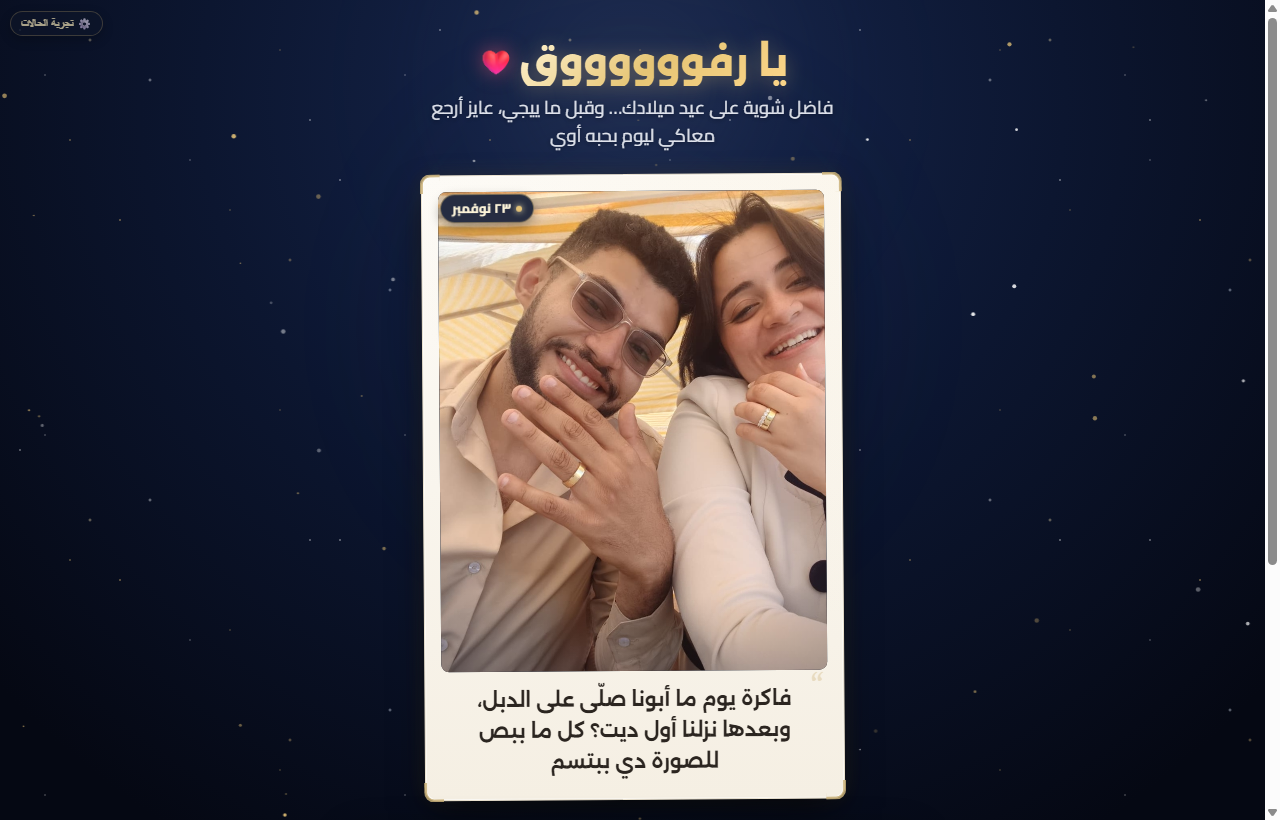 تجربة الحالات
يا رفووووووق
فاضل شوية على عيد ميلادك... وقبل ما ييجي، عايز أرجع
معاكي ليوم بحبه أوي
٢٣ نوفمبر
فاكرة يوم ما أبونا صلّى على الدبل،
وبعدها نزلنا أول ديت؟ كل ما ببص
للصورة دي ببتسم